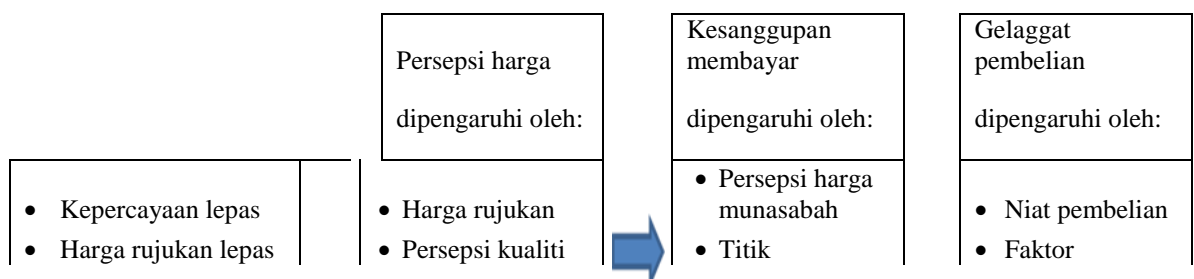 Persepsi harga
dipengaruhi oleh:
Kesanggupan
membayar
dipengaruhi oleh:
Gelaggat
pembelian
dipengaruhi oleh:
• Kepercayaan lepas
• Harga rujukan lepas
• Harga rujukan
• Persepsi kualiti
• Persepsi harga
munasabah
• Titik
• Niat pembelian
• Faktor